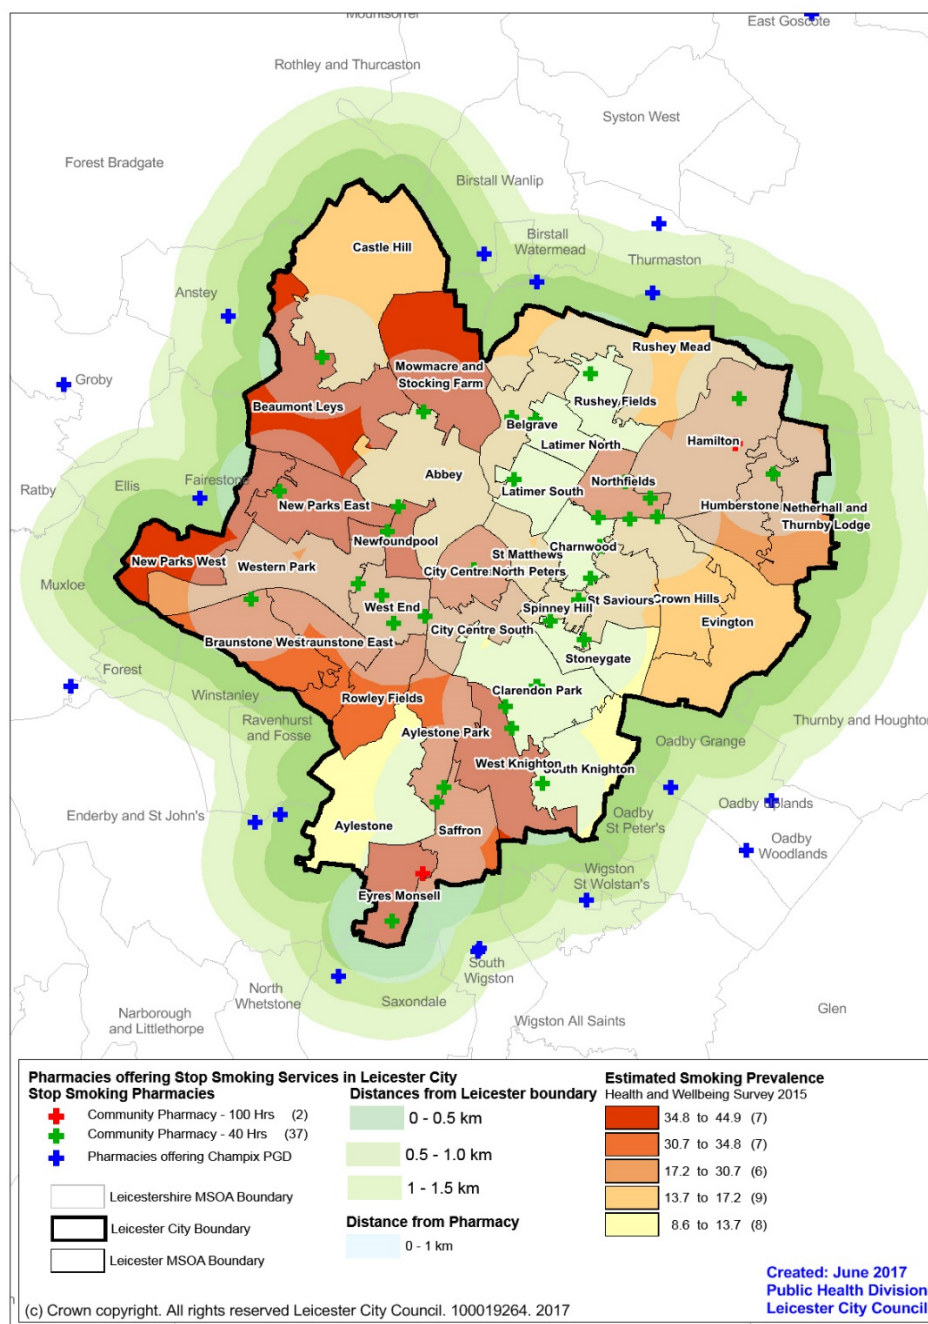 Mountsorrel
East Goscote
Rothley and Thurcaston
Syston West
Forest Bradgate
Birstall Wanlip
Castle Hill
Birstall
Watermead
Thurmaston
Anstey
Rushey Mead
Groby
Mowmacre and
Stocking Farm
Rushey Fields
Beaumont Leys
Belgrave
Latimer North
Hamilton
Abbey
Ratby
Ellis
Fairestone
New Parks East
Latimer South
Northfields
Humberstone
Netherhall and
Thurnby Lodge
Newfoundpool
St Matthews
Charnwood
New Parks West
Western Park
City Centre North
Peters
Muxloe
West End
Spinney Hill
St Saviours
Crown Hills
Evington
Braunstone West
raunstone East
City Centre South
Stoneygate
Forest
Winstanley
Rowley Fields
Clarendon Park
Ravenhurst
and Fosse
Aylestone Park
Thurnby and Houghton
Oadby Grange
West Knighton
South Knighton
Enderby and St John's
Aylestone
Saffron
Oadby
St Peter's
Oadby Uplands
Oadby
Woodlands
Wigston
St Wolstan's
Eyres Monsell
South
Wigston
North
Whetstone
Saxondale
Narborough
and Littlethorpe
Wigston All Saints
Glen
Pharmacies offering Stop Smoking Services in Leicester City
Stop Smoking Pharmacies
Community Pharmacy - 100 Hrs (2)
Community Pharmacy - 40 Hrs (37)
Pharmacies offering Champix PGD
Leicestershire MSOA Boundary
Leicester City Boundary
Leicester MSOA Boundary
Distances from Leicester boundary
0 - 0.5 km
0.5 - 1.0 km
1 - 1.5 km
Distance from Pharmacy
0 - 1 km
Estimated Smoking Prevalence
Health and Wellbeing Survey 2015
34.8 to 44.9 (7)
30.7 to 34.8 (7)
17.2 to 30.7 (6)
13.7 to 17.2 (9)
8.6 to 13.7 (8)
Created: June 2017
Public Health Division
Leicester City Council
(c) Crown copyright. All rights reserved Leicester City Council. 100019264. 2017